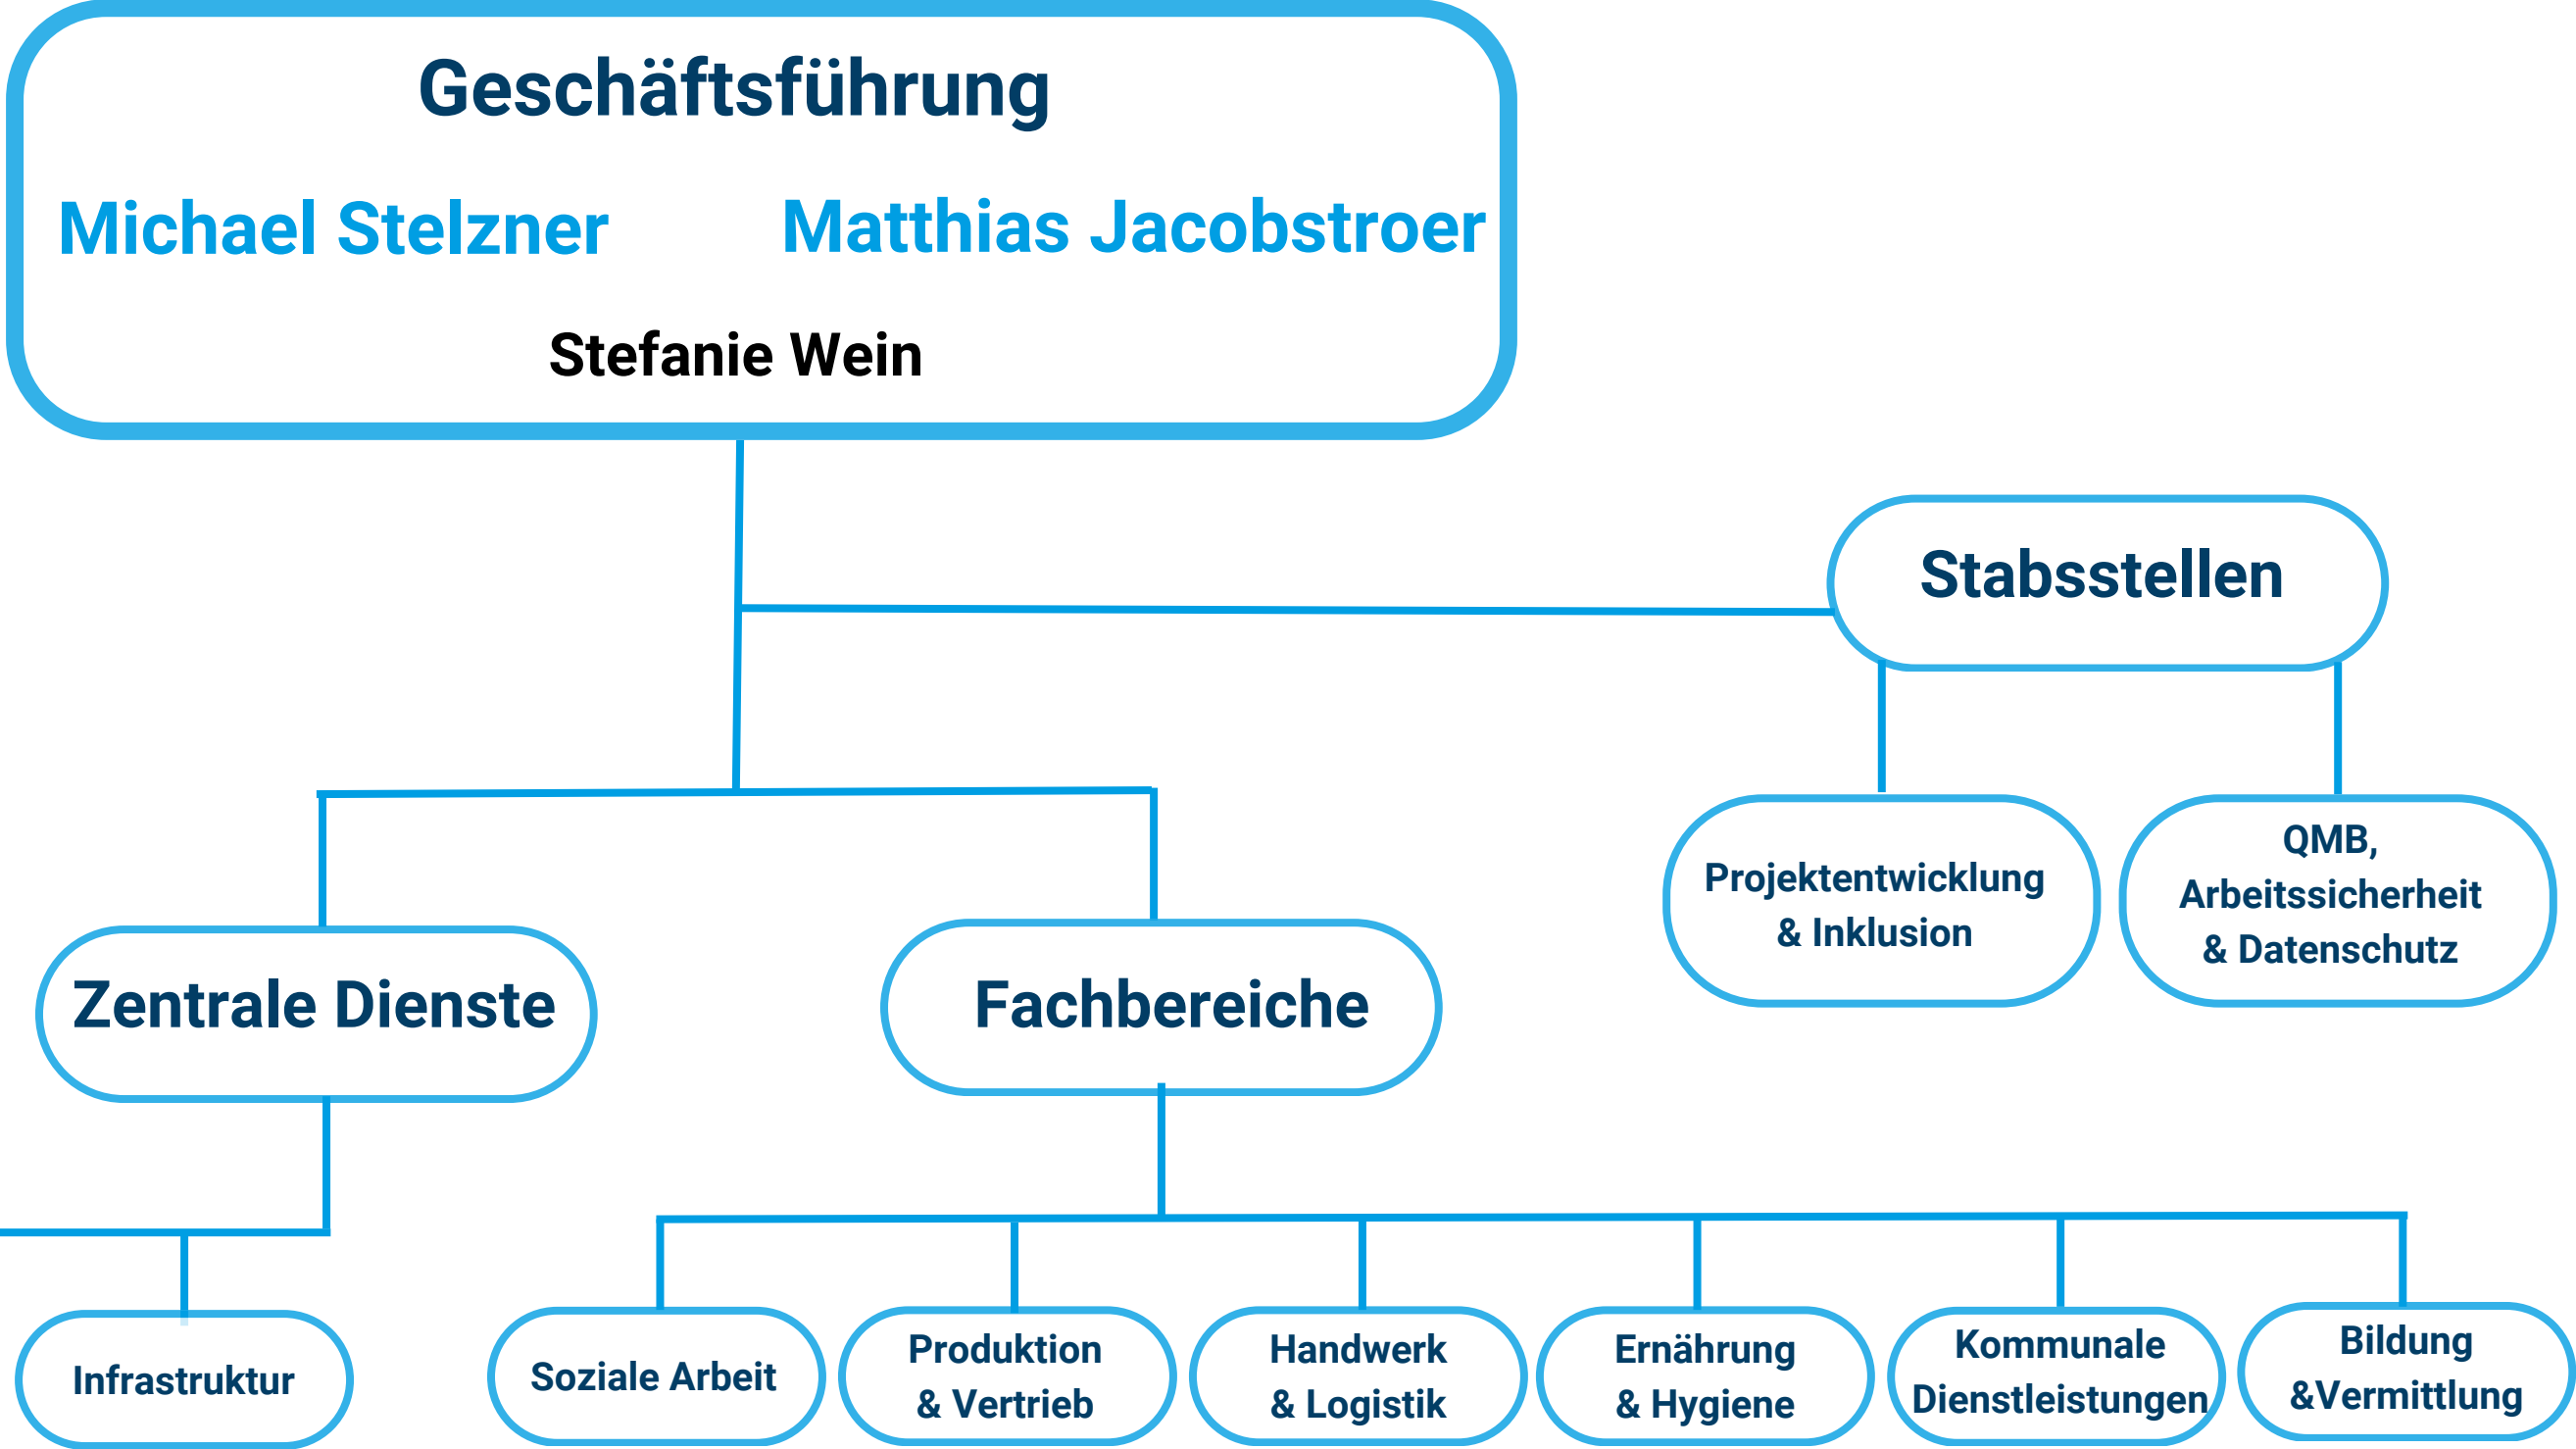 Geschäftsführung
Michael Stelzner
Matthias Jacobstroer
Stefanie Wein
Stabsstellen
Projektentwicklung
& Inklusion
QMB,
Arbeitssicherheit
& Datenschutz
Zentrale Dienste
Fachbereiche
Infrastruktur
Soziale Arbeit
Produktion
& Vertrieb
Handwerk
& Logistik
Ernährung
& Hygiene
Kommunale
Dienstleistungen
Bildung
&Vermittlung